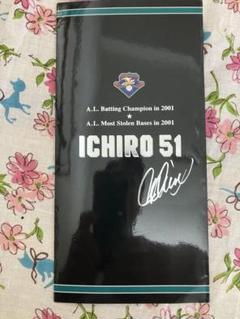 A.L. Batting Champion in 2001
★
A.L. Most Stolen Bases in 2001
ICHIRO 51